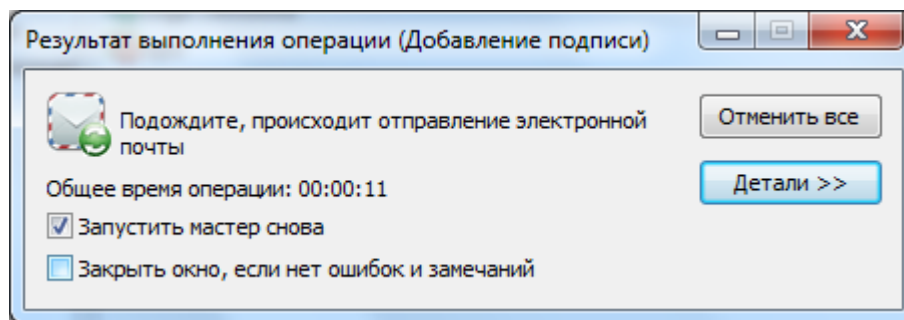 Результат выполнения операции (Добавление подписи)
Подождите, происходит отправление электронной
почты
Отменить все
Общее время операции: 00:00:11
Детали >>
Запустить мастер снова
Закрыть окно, если нет ошибок и замечаний